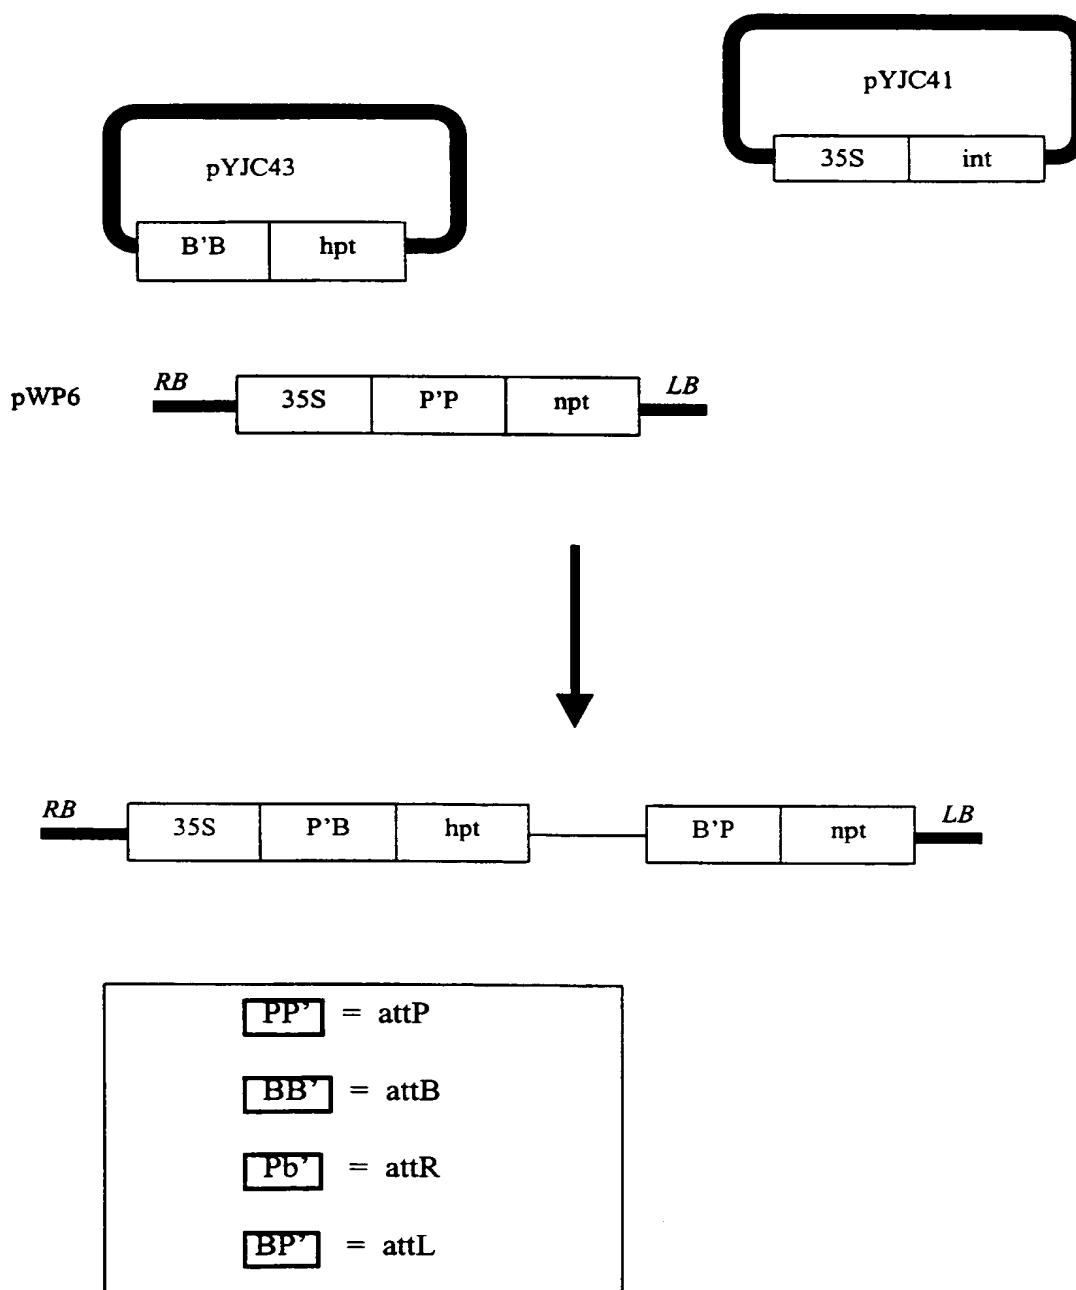 pYJC41
35S int
pYJC43
B'B hpt
pWP6 RB 35S P'P npt LB
RB 35S P'B hpt B'P npt LB
PP' = attP
BB' = attB
Pb' = attR
BP' = attL